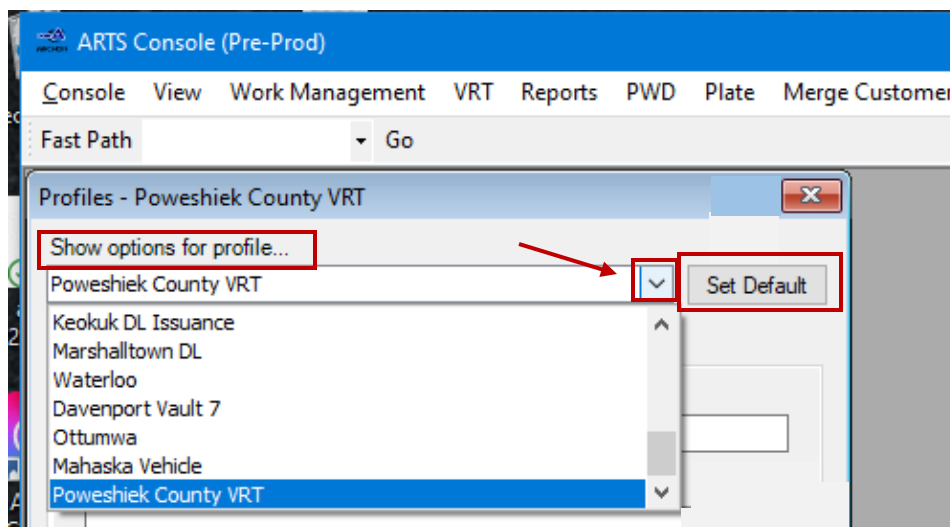 ARTS Console (Pre-Prod)
Console View Work Management VRT Reports PWD Plate Merge Customer
Fast Path Go
Profiles - Poweshiek County VRT
Show options for profile...
Poweshiek County VRT
Set Default
Keokuk DL Issuance
Marshalltown DL
Waterloo
Davenport Vault 7
Ottumwa
Mahaska Vehicle
Poweshiek County VRT